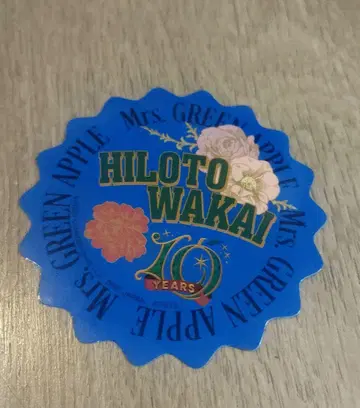 Mrs. GREEN APPLE
Mrs. GREEN APPLE
Mrs. GREEN APPLE
HILOTO
WAKAI
10
YEARS